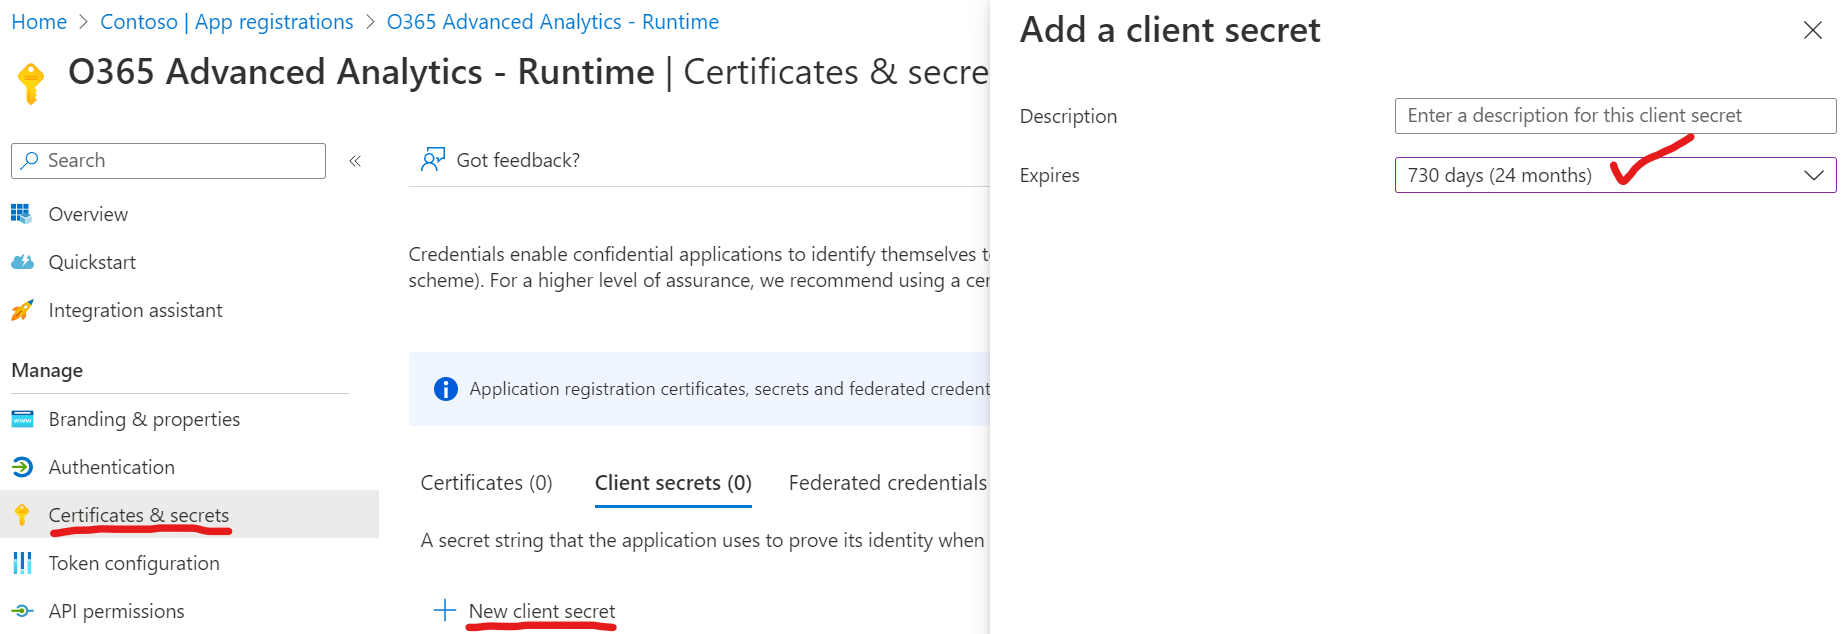 Home > Contoso | App registrations > O365 Advanced Analytics - Runtime
O365 Advanced Analytics - Runtime | Certificates & secre
Search «
Overview
Quickstart
Integration assistant
Manage
Branding & properties
Authentication
Certificates & secrets
Token configuration
API permissions
Got feedback?
Credentials enable confidential applications to identify themselves t
scheme). For a higher level of assurance, we recommend using a cer
Application registration certificates, secrets and federated credent
Certificates (0) Client secrets (0) Federated credentials
A secret string that the application uses to prove its identity when
+ New client secret
Add a client secret
Description Enter a description for this client secret
Expires 730 days (24 months)